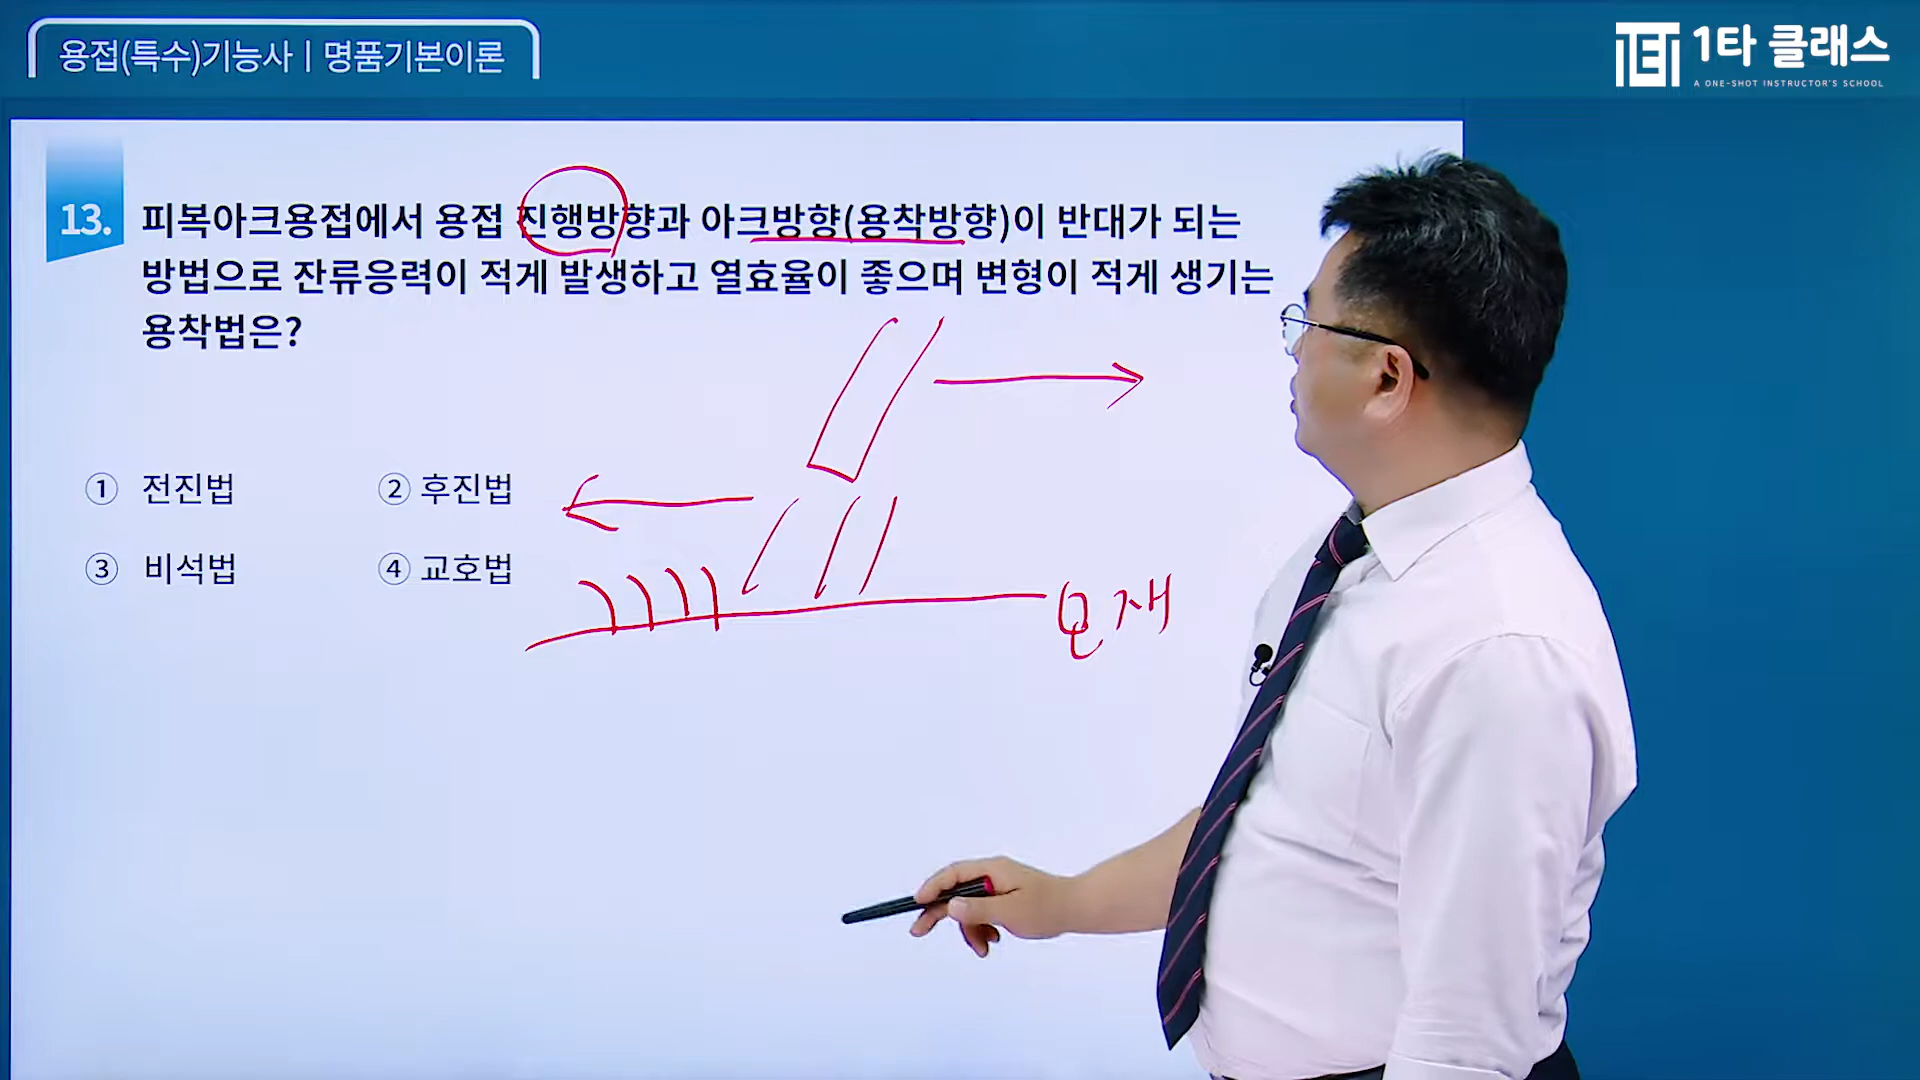 용접(특수)기능사 | 명품기본이론
1타 클래스
A ONE-SHOT INSTRUCTOR'S SCHOOL
13. 피복아크용접에서 용접 진행방향과 아크방향(용착방향)이 반대가 되는
방법으로 잔류응력이 적게 발생하고 열효율이 좋으며 변형이 적게 생기는
용착법은?
① 전진법 ② 후진법
③ 비석법 ④ 교호법
모재